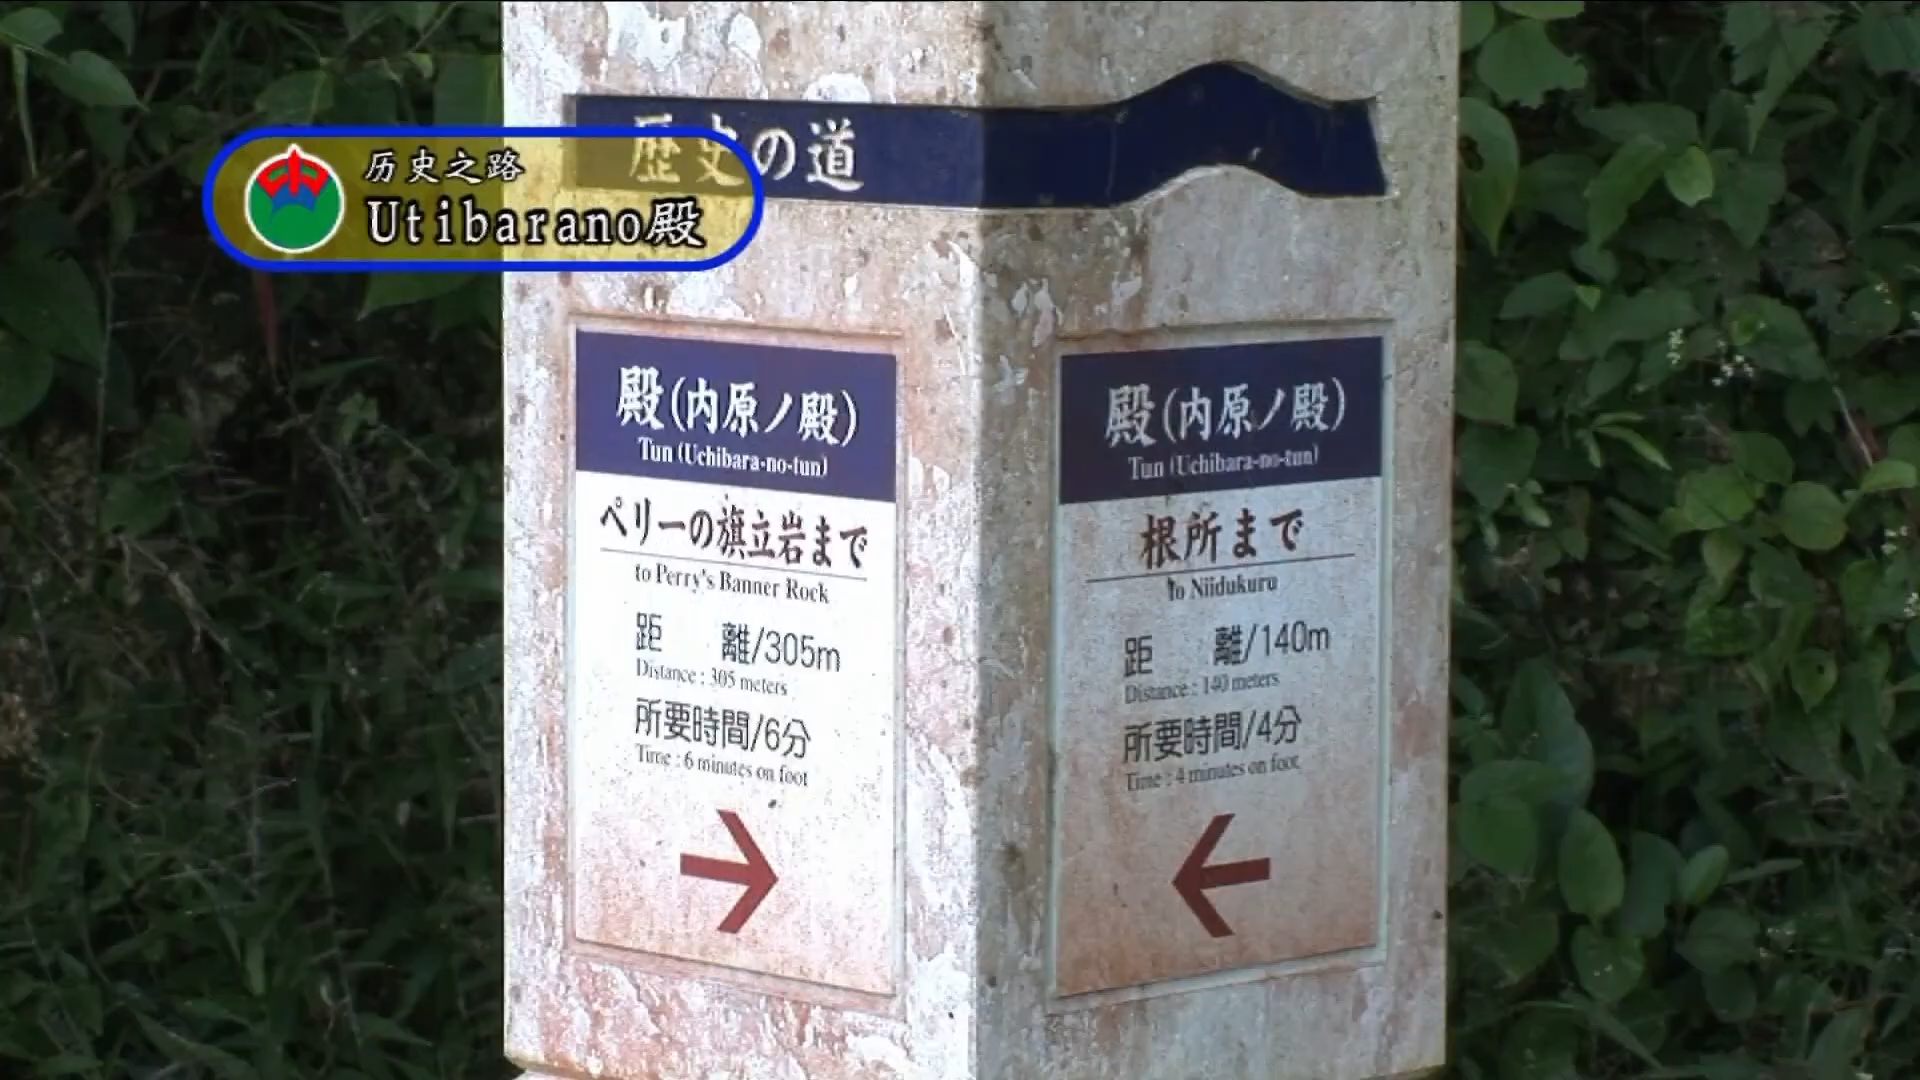 历史之路
Utibarano殿
歴史の道
殿(内原ノ殿)
Tun (Uchibara-no-tun)
ペリーの旗立岩まで
to Perry's Banner Rock
距 離/305m
Distance : 305 meters
所要時間/6分
Time : 6 minutes on foot
殿(内原ノ殿)
Tun (Uchibara-no-tun)
根所まで
To Niidukuru
距 離/140m
Distance : 140 meters
所要時間/4分
Time : 4 minutes on foot